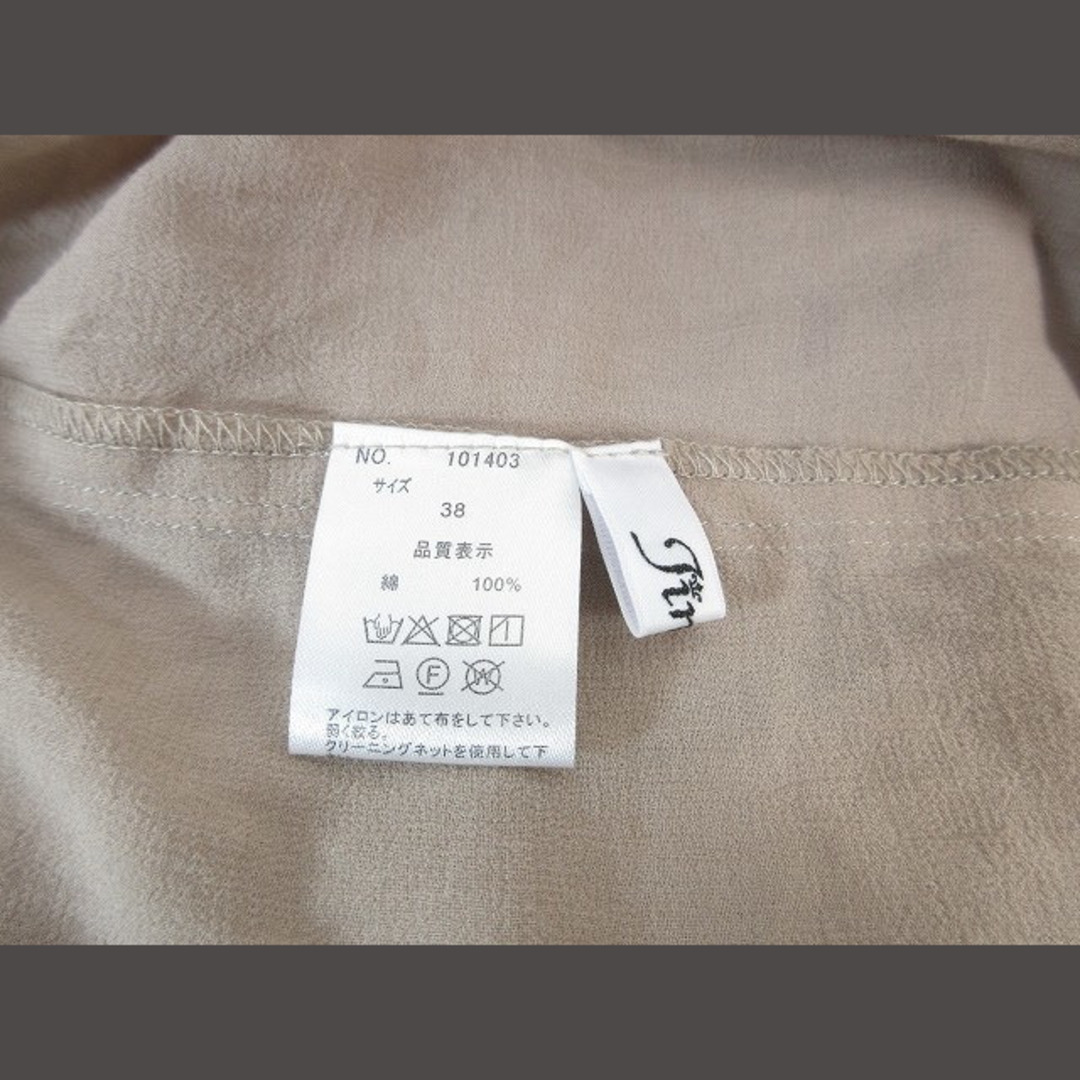 NO. 101403
サイズ
38
品質表示
綿 100%
F
W
アイロンはあて布をして下さい。
弱く絞る。
クリーニングネットを使用して下